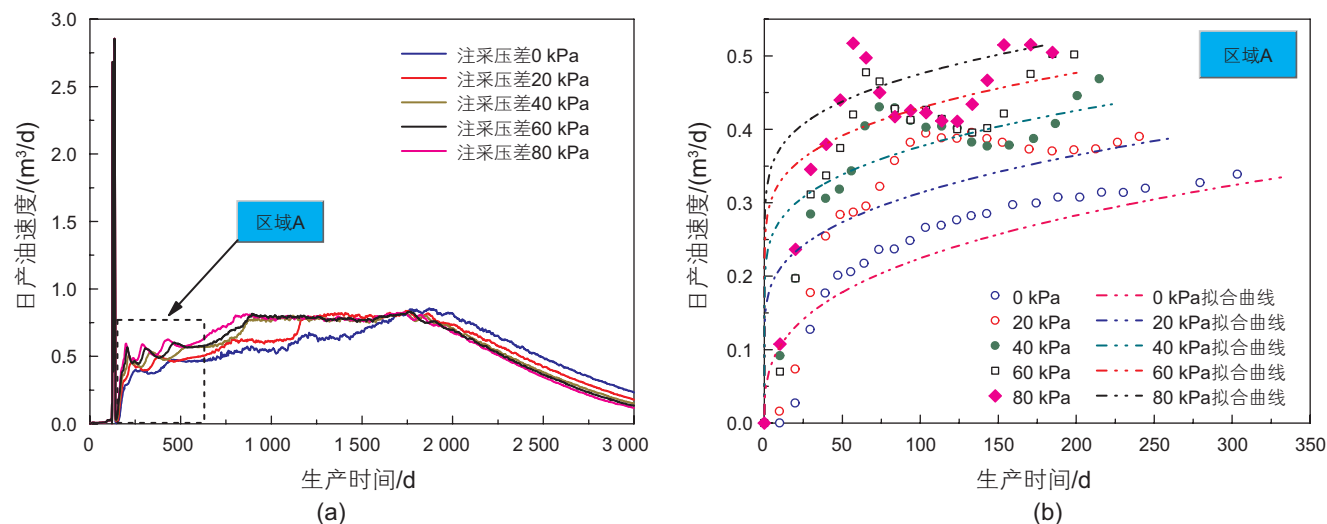 3.0
2.5
2.0
1.5
1.0
0.5
0.0
日产油速度/(m³/d)
注采压差0 kPa
注采压差20 kPa
注采压差40 kPa
注采压差60 kPa
注采压差80 kPa
区域A
0 500 1 000 1 500 2 000 2 500 3 000
生产时间/d
(a)
0.5
0.4
0.3
0.2
0.1
0.0
日产油速度/(m³/d)
区域A
0 kPa 0 kPa拟合曲线
20 kPa 20 kPa拟合曲线
40 kPa 40 kPa拟合曲线
60 kPa 60 kPa拟合曲线
80 kPa 80 kPa拟合曲线
0 50 100 150 200 250 300 350
生产时间/d
(b)